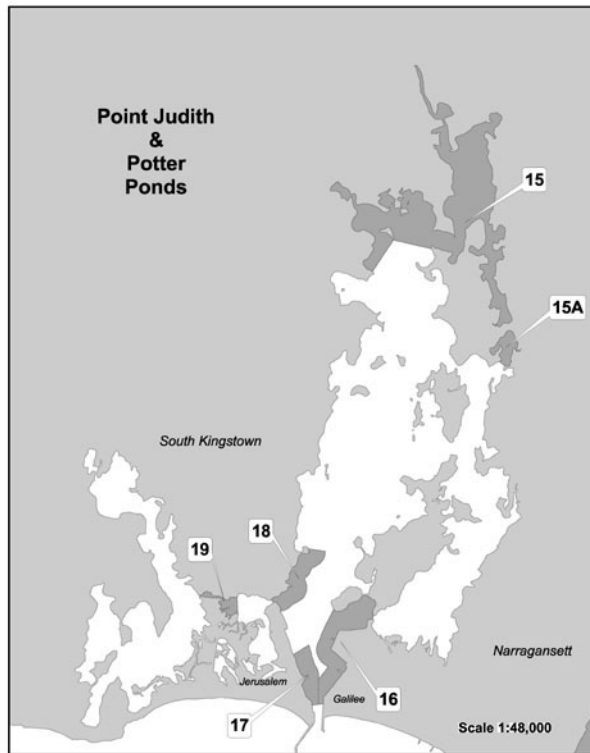 Point Judith
&
Potter
Ponds
15
15A
South Kingstown
18
19
Narragansett
Jerusalem
16
Galilee
17
Scale 1:48,000